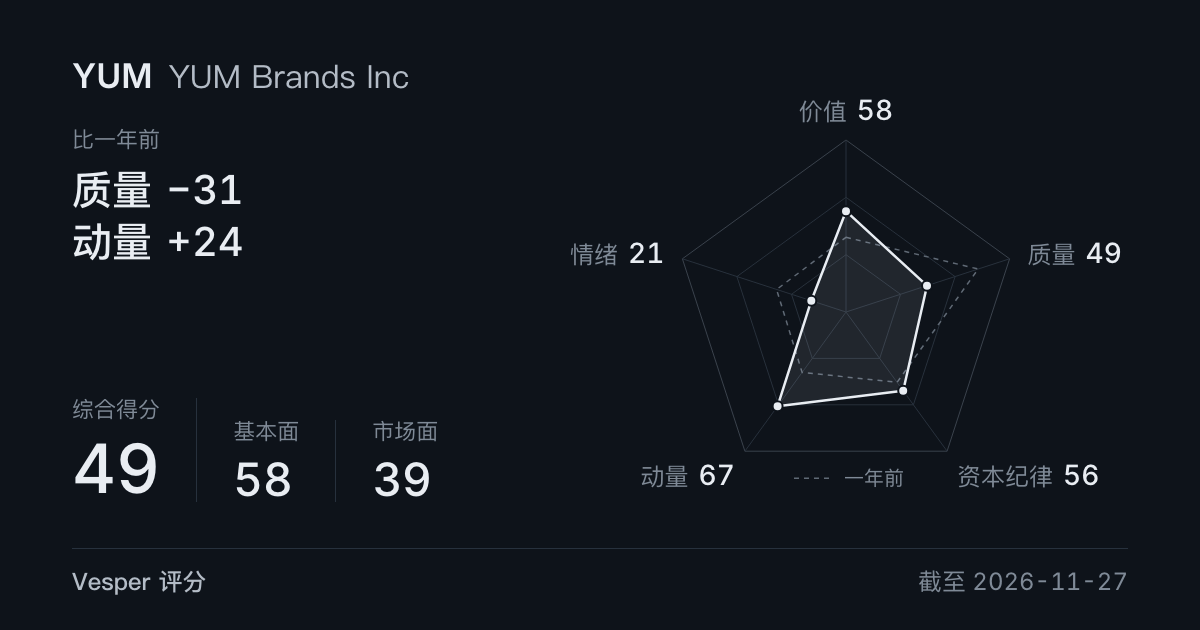 YUM YUM Brands Inc
比一年前
质量 −31
动量 +24
价值 58
情绪 21
质量 49
动量 67
一年前
资本纪律 56
综合得分
49
基本面
58
市场面
39
Vesper 评分
截至 2026-11-27